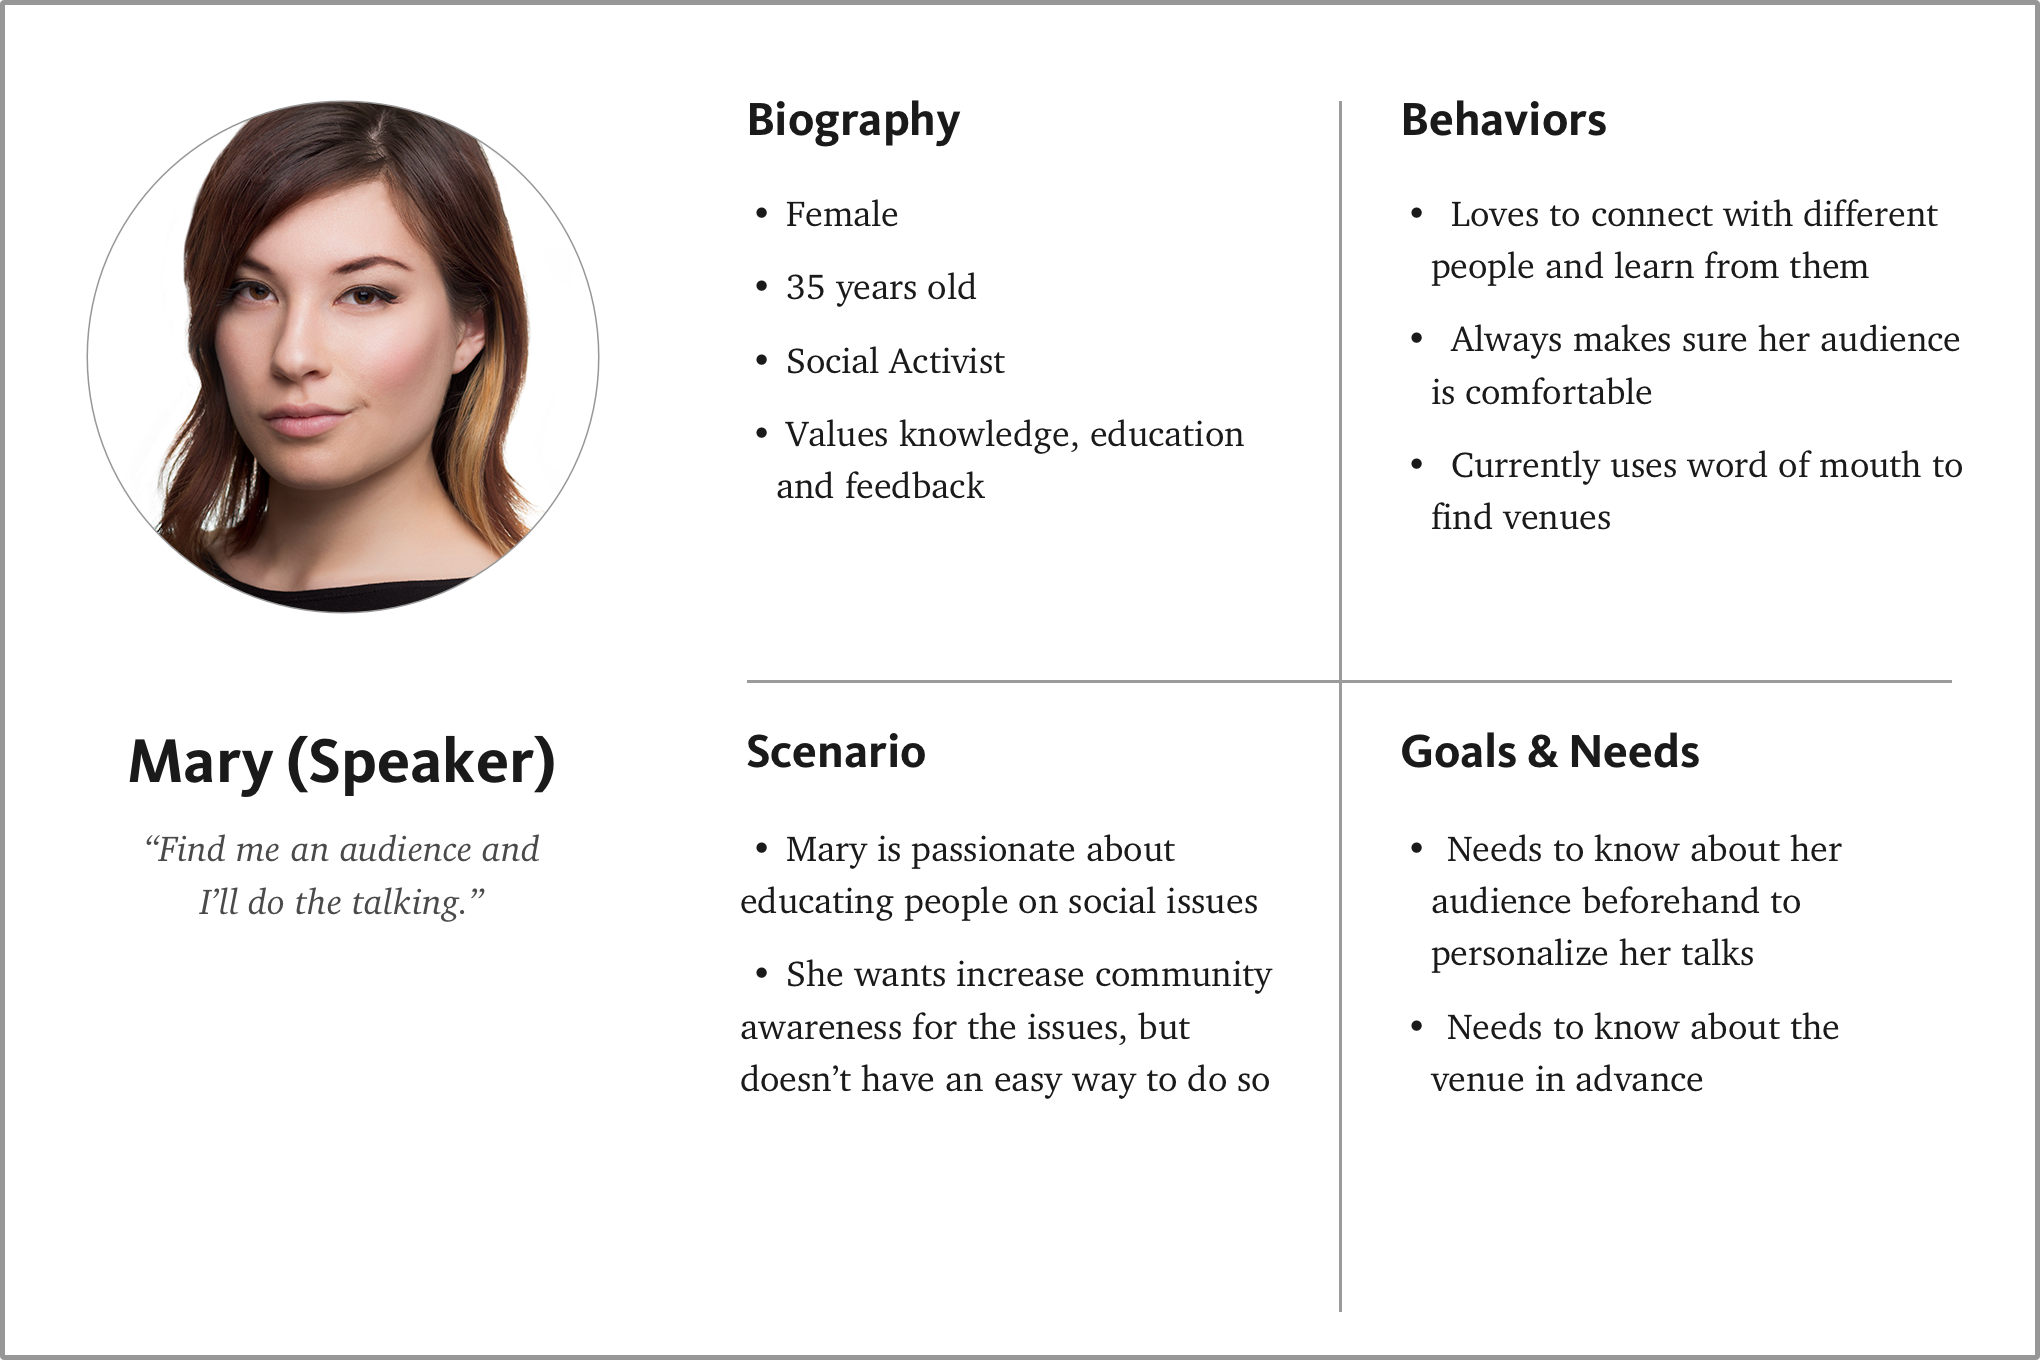 Mary (Speaker)
“Find me an audience and
I’ll do the talking.”
Biography
• Female
• 35 years old
• Social Activist
• Values knowledge, education
and feedback
Behaviors
• Loves to connect with different
people and learn from them
• Always makes sure her audience
is comfortable
• Currently uses word of mouth to
find venues
Scenario
• Mary is passionate about
educating people on social issues
• She wants increase community
awareness for the issues, but
doesn’t have an easy way to do so
Goals & Needs
• Needs to know about her
audience beforehand to
personalize her talks
• Needs to know about the
venue in advance